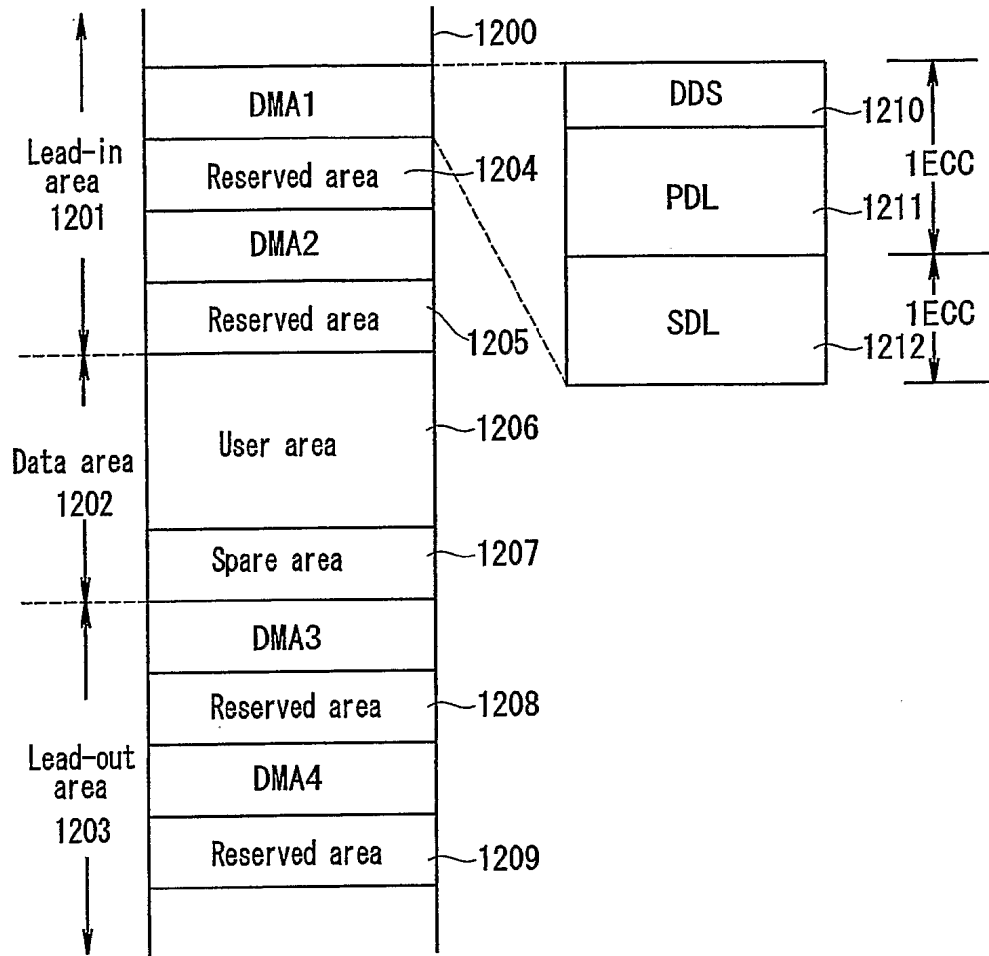 1200
DMA1
Lead-in
area
1201
Reserved area
1204
DMA2
Reserved area
1205
DDS
1210
PDL
1211
1ECC
SDL
1212
1ECC
User area
1206
Data area
1202
Spare area
1207
DMA3
Reserved area
1208
Lead-out
area
1203
DMA4
Reserved area
1209